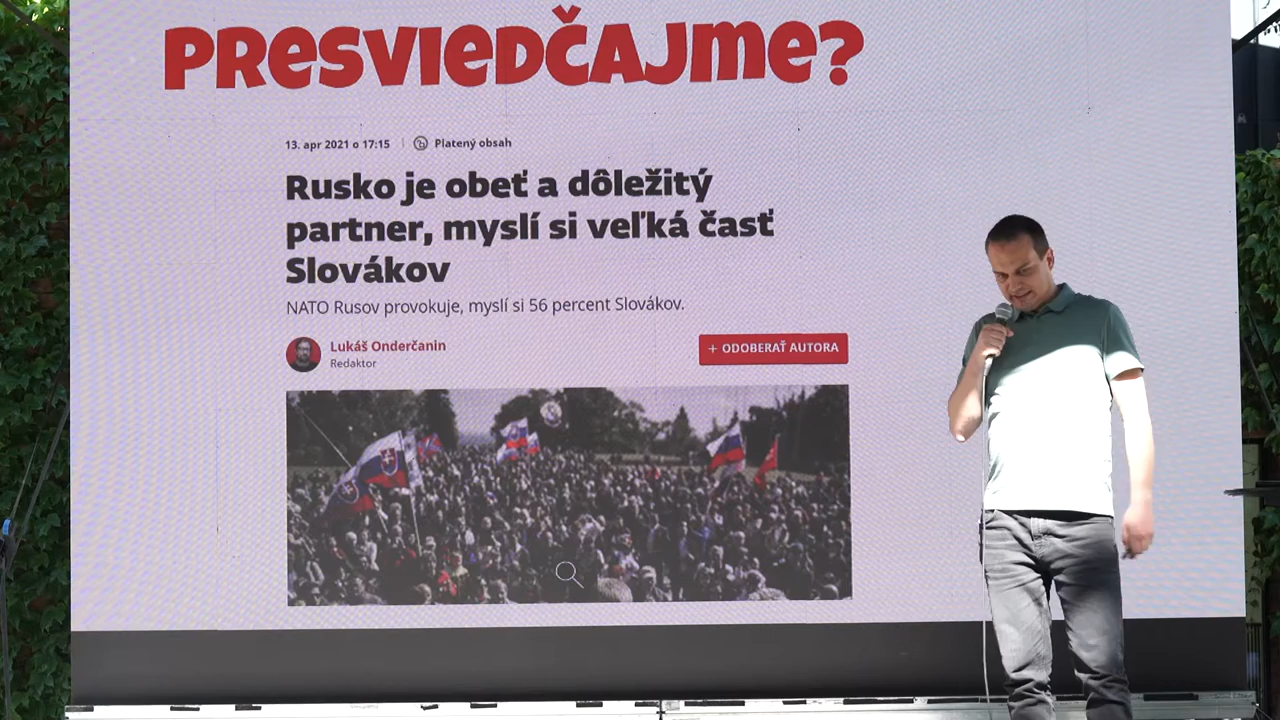 PRESVIEDČAJME?
13. apr 2021 o 17:15 | Platený obsah
Rusko je obeť a dôležitý
partner, myslí si veľká časť
Slovákov
NATO Rusov provokuje, myslí si 56 percent Slovákov.
Lukáš Onderčanin
Redaktor
+ ODOBERAŤ AUTORA